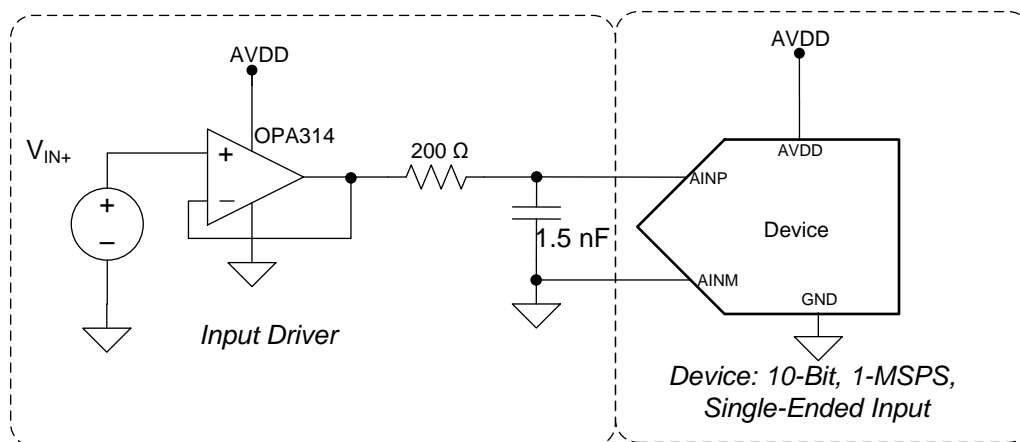 AVDD
OPA314
V_IN+
+
−
+
−
200 Ω
1.5 nF
Input Driver
AVDD
AVDD
AINP
Device
AINM
GND
Device: 10-Bit, 1-MSPS,
Single-Ended Input